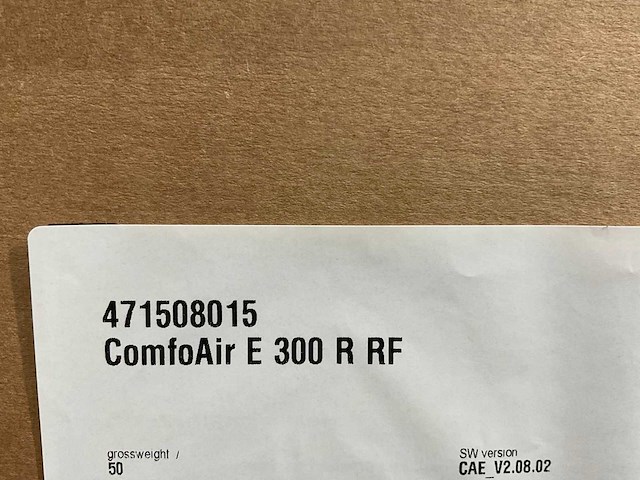 471508015
ComfoAir E 300 R RF
grossweight / SW version
50 CAE_V2.08.02